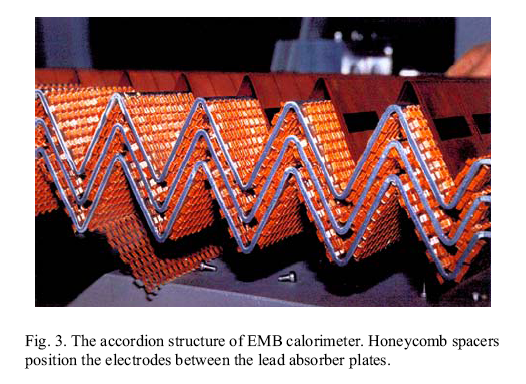 Fig. 3. The accordion structure of EMB calorimeter. Honeycomb spacers
position the electrodes between the lead absorber plates.